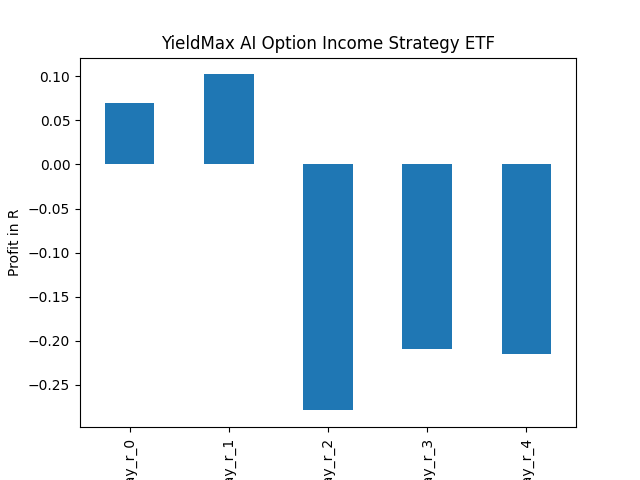 YieldMax AI Option Income Strategy ETF
Profit in R
0.10
0.05
0.00
−0.05
−0.10
−0.15
−0.20
−0.25
ay_r_0
ay_r_1
ay_r_2
ay_r_3
ay_r_4